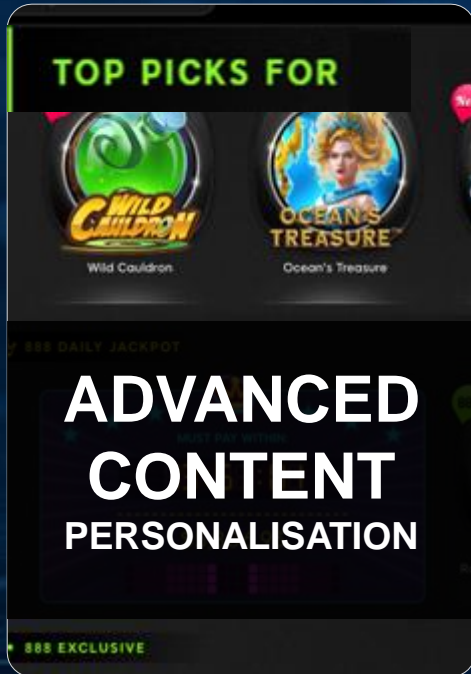 TOP PICKS FOR
WILD
CAULDRON
OCEAN'S
TREASURE
Wild Cauldron
Ocean's Treasure
888 DAILY JACKPOT
ADVANCED
MUST PAY WITHIN
CONTENT
PERSONALISATION
888 EXCLUSIVE